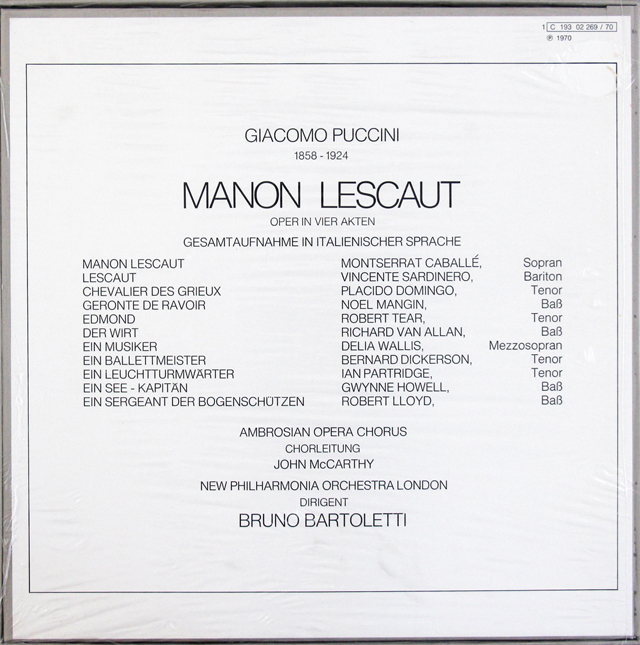 1 C 193 02 269 / 70
℗ 1970
GIACOMO PUCCINI
1858 - 1924
MANON LESCAUT
OPER IN VIER AKTEN
GESAMTAUFNAHME IN ITALIENISCHER SPRACHE
MANON LESCAUT MONTSERRAT CABALLÉ, Sopran
LESCAUT VINCENTE SARDINERO, Bariton
CHEVALIER DES GRIEUX PLACIDO DOMINGO, Tenor
GERONTE DE RAVOIR NOEL MANGIN, Baß
EDMOND ROBERT TEAR, Tenor
DER WIRT RICHARD VAN ALLAN, Baß
EIN MUSIKER DELIA WALLIS, Mezzosopran
EIN BALLETTMEISTER BERNARD DICKERSON, Tenor
EIN LEUCHTTURMWÄRTER IAN PARTRIDGE, Tenor
EIN SEE - KAPITÄN GWYNNE HOWELL, Baß
EIN SERGEANT DER BOGENSCHÜTZEN ROBERT LLOYD, Baß
AMBROSIAN OPERA CHORUS
CHORLEITUNG
JOHN McCARTHY
NEW PHILHARMONIA ORCHESTRA LONDON
DIRIGENT
BRUNO BARTOLETTI